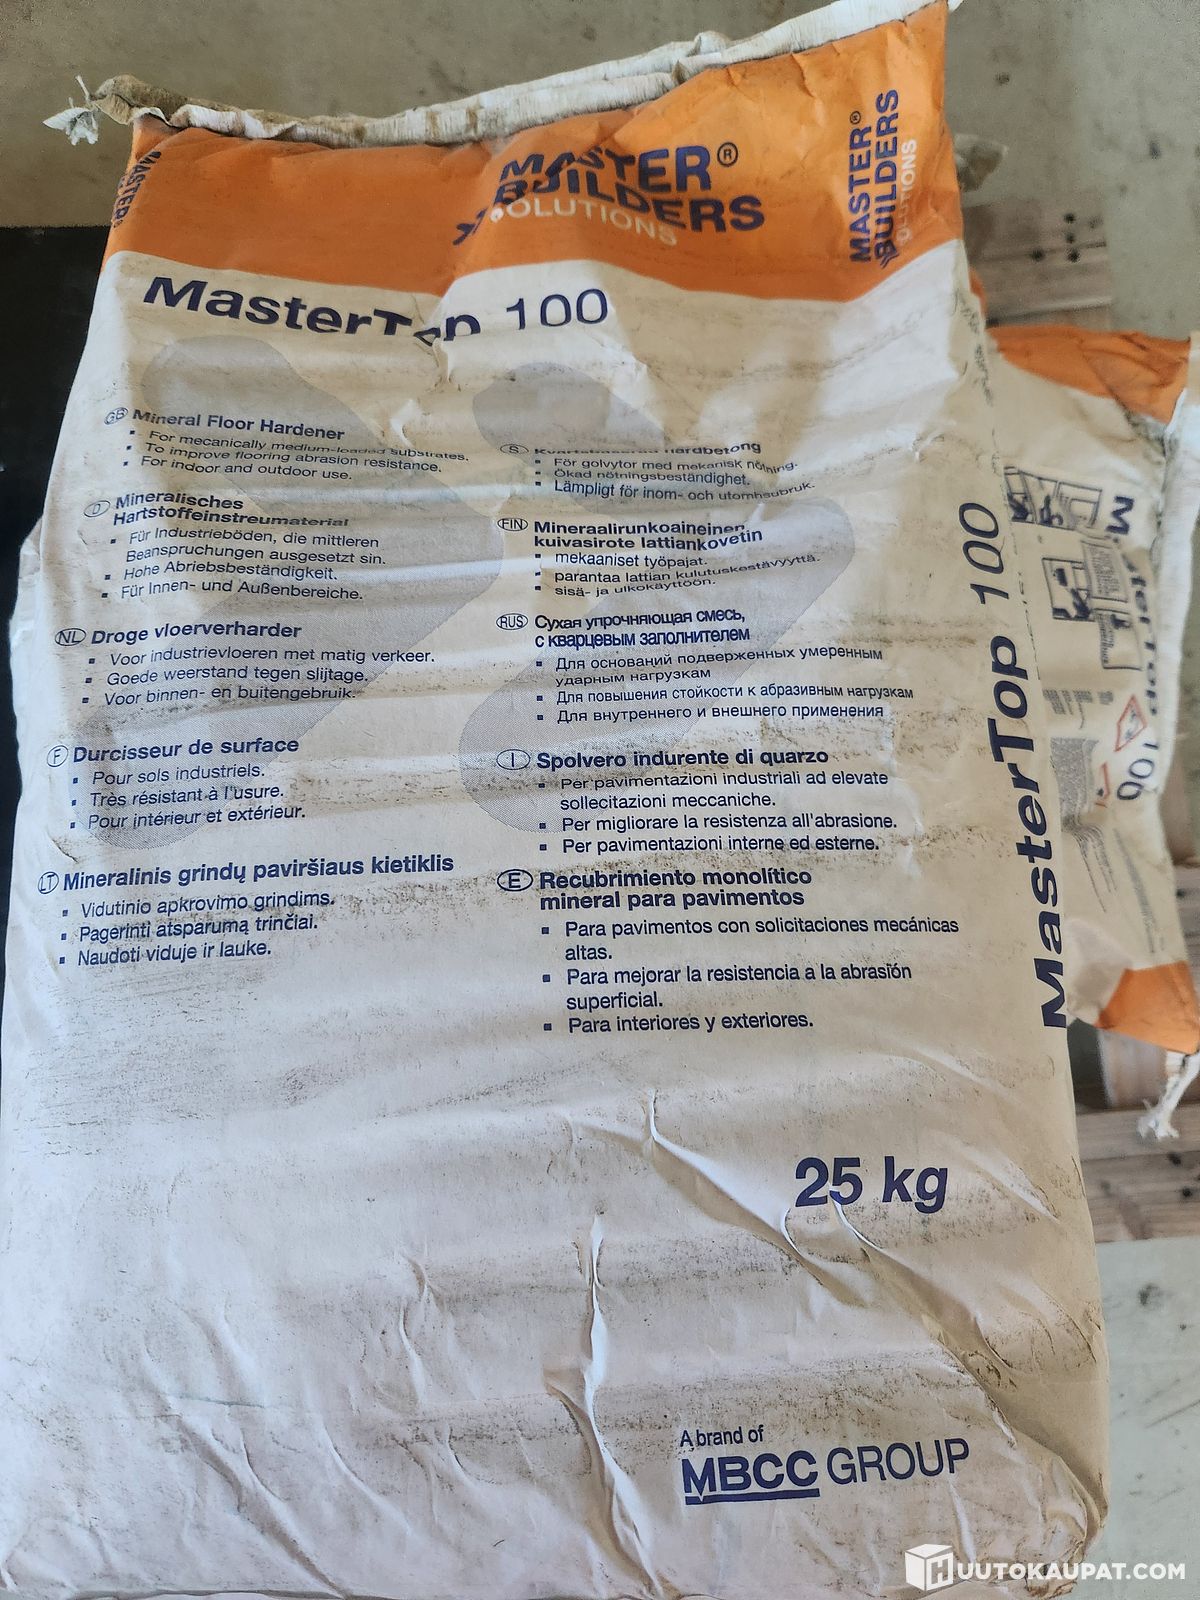 MASTER®
BUILDERS
SOLUTIONS
MASTER®
BUILDERS
MASTER
MasterTop 100
GB Mineral Floor Hardener
▪ For mecanically medium-loaded substrates.
▪ To improve flooring abrasion resistance.
▪ For indoor and outdoor use.
D Mineralisches
Hartstoffeinstreumaterial
▪ Für Industrieböden, die mittleren
Beanspruchungen ausgesetzt sin.
▪ Hohe Abriebsbeständigkeit.
▪ Für Innen- und Außenbereiche.
NL Droge vloerverharder
▪ Voor industrievloeren met matig verkeer.
▪ Goede weerstand tegen slijtage.
▪ Voor binnen- en buitengebruik.
F Durcisseur de surface
▪ Pour sols industriels.
▪ Très résistant à l'usure.
▪ Pour intérieur et extérieur.
LT Mineralinis grindų paviršiaus kietiklis
▪ Vidutinio apkrovimo grindims.
▪ Pagerinti atsparumą trinčiai.
▪ Naudoti viduje ir lauke.
S hardbetong
▪ För golvytor med mekanisk nötning.
▪ Ökad nötningsbeständighet.
▪ Lämpligt för inom- och utomhusbruk.
FIN Mineraalirunkoaineinen
kuivasirote lattiankovetin
▪ mekaaniset työpajat.
▪ parantaa lattian kulutuskestävyyttä.
▪ sisä- ja ulkokäyttöön.
RUS Сухая упрочняющая смесь,
с кварцевым заполнителем
▪ Для оснований подверженных умеренным
ударным нагрузкам
▪ Для повышения стойкости к абразивным нагрузкам
▪ Для внутреннего и внешнего применения
I Spolvero indurente di quarzo
▪ Per pavimentazioni industriali ad elevate
sollecitazioni meccaniche.
▪ Per migliorare la resistenza all'abrasione.
▪ Per pavimentazioni interne ed esterne.
E Recubrimiento monolítico
mineral para pavimentos
▪ Para pavimentos con solicitaciones mecánicas
altas.
▪ Para mejorar la resistencia a la abrasión
superficial.
▪ Para interiores y exteriores.
MasterTop 100
25 kg
A brand of
MBCC GROUP
100
HUUTOKAUPAT.COM